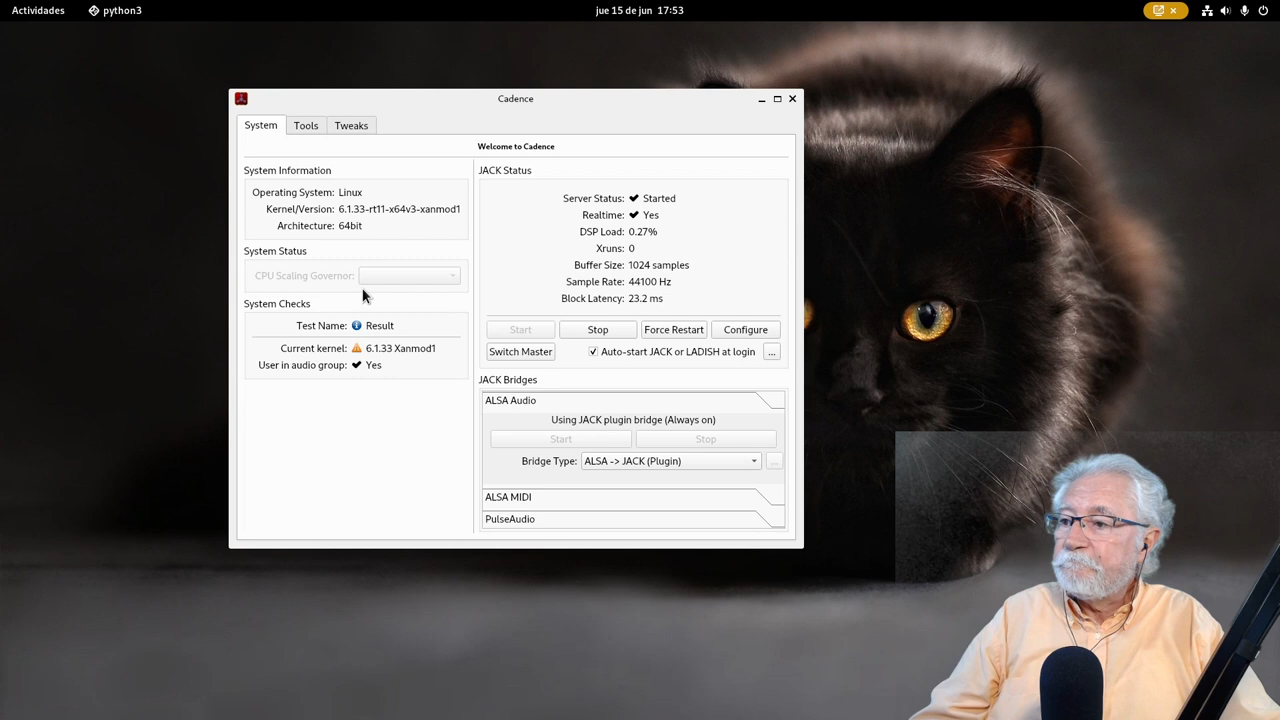 Actividades
python3
jue 15 de jun 17:53
Cadence
System
Tools
Tweaks
Welcome to Cadence
System Information
Operating System: Linux
Kernel/Version: 6.1.33-rt11-x64v3-xanmod1
Architecture: 64bit
System Status
CPU Scaling Governor:
System Checks
Test Name: Result
Current kernel: 6.1.33 Xanmod1
User in audio group: Yes
JACK Status
Server Status: Started
Realtime: Yes
DSP Load: 0.27%
Xruns: 0
Buffer Size: 1024 samples
Sample Rate: 44100 Hz
Block Latency: 23.2 ms
Start
Stop
Force Restart
Configure
Switch Master
Auto-start JACK or LADISH at login
...
JACK Bridges
ALSA Audio
Using JACK plugin bridge (Always on)
Start
Stop
Bridge Type: ALSA -> JACK (Plugin)
...
ALSA MIDI
PulseAudio